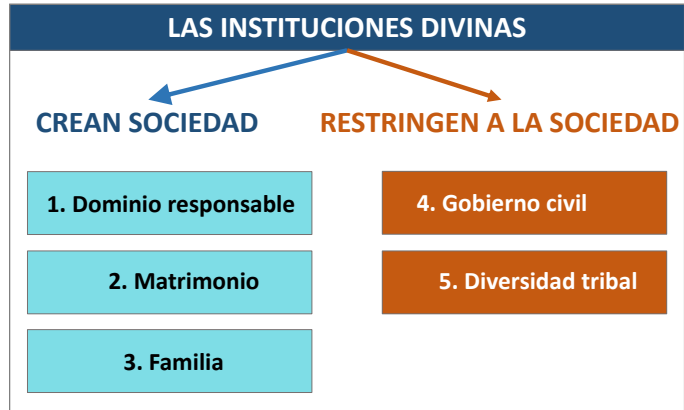 LAS INSTITUCIONES DIVINAS
CREAN SOCIEDAD
1. Dominio responsable
2. Matrimonio
3. Familia
RESTRINGEN A LA SOCIEDAD
4. Gobierno civil
5. Diversidad tribal